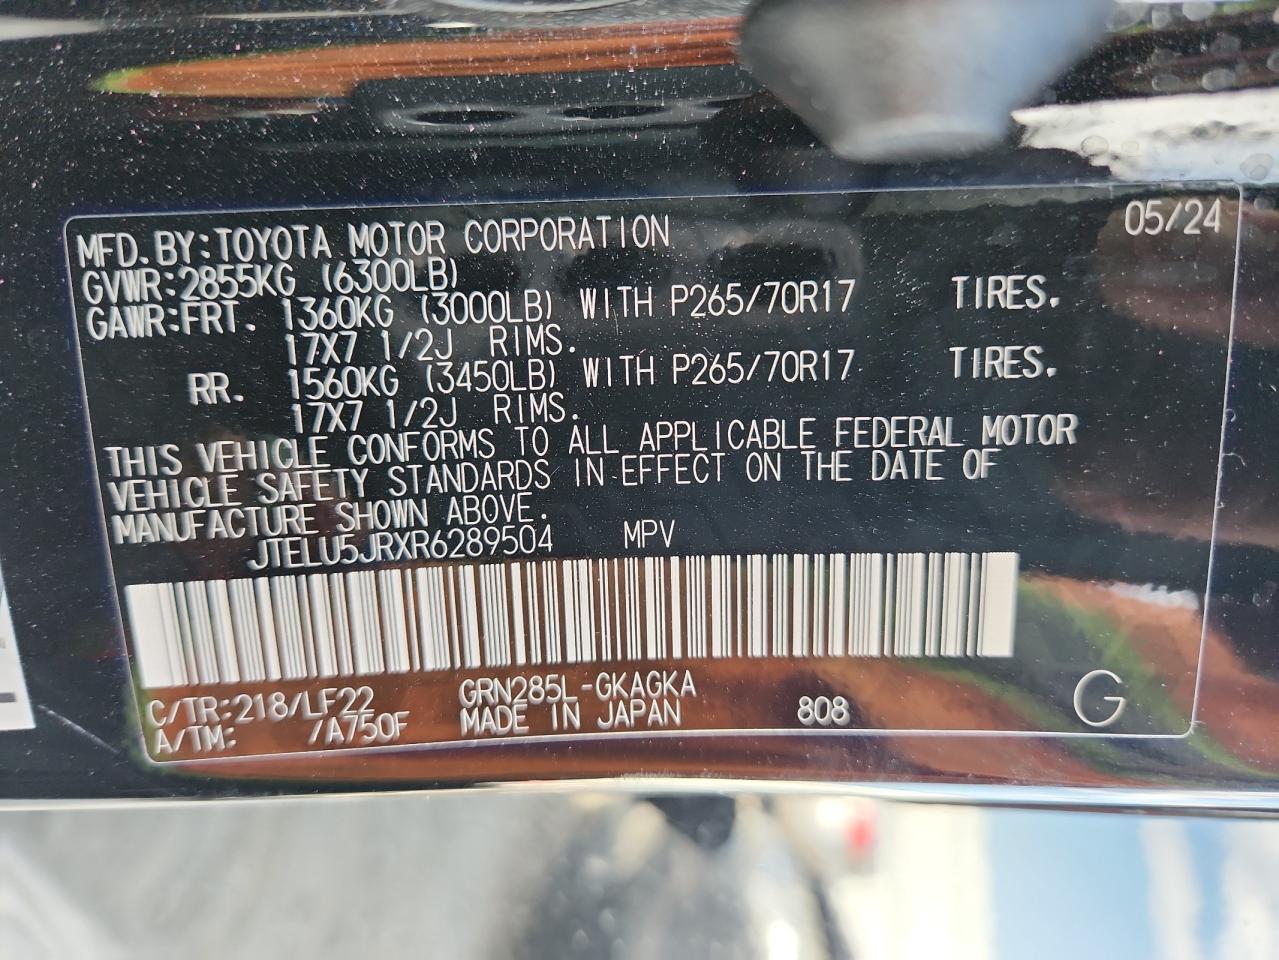 05/24
MFD.BY:TOYOTA MOTOR CORPORATION
GVWR:2855KG (6300LB)
GAWR:FRT. 1360KG (3000LB) WITH P265/70R17 TIRES.
17X7 1/2J RIMS.
RR. 1560KG (3450LB) WITH P265/70R17 TIRES.
17X7 1/2J RIMS.
THIS VEHICLE CONFORMS TO ALL APPLICABLE FEDERAL MOTOR
VEHICLE SAFETY STANDARDS IN EFFECT ON THE DATE OF
MANUFACTURE SHOWN ABOVE.
JTELU5JRXR6289504 MPV
C/TR:218/LF22 GRN285L-GKAGKA
A/TM: /A750F MADE IN JAPAN 808 G